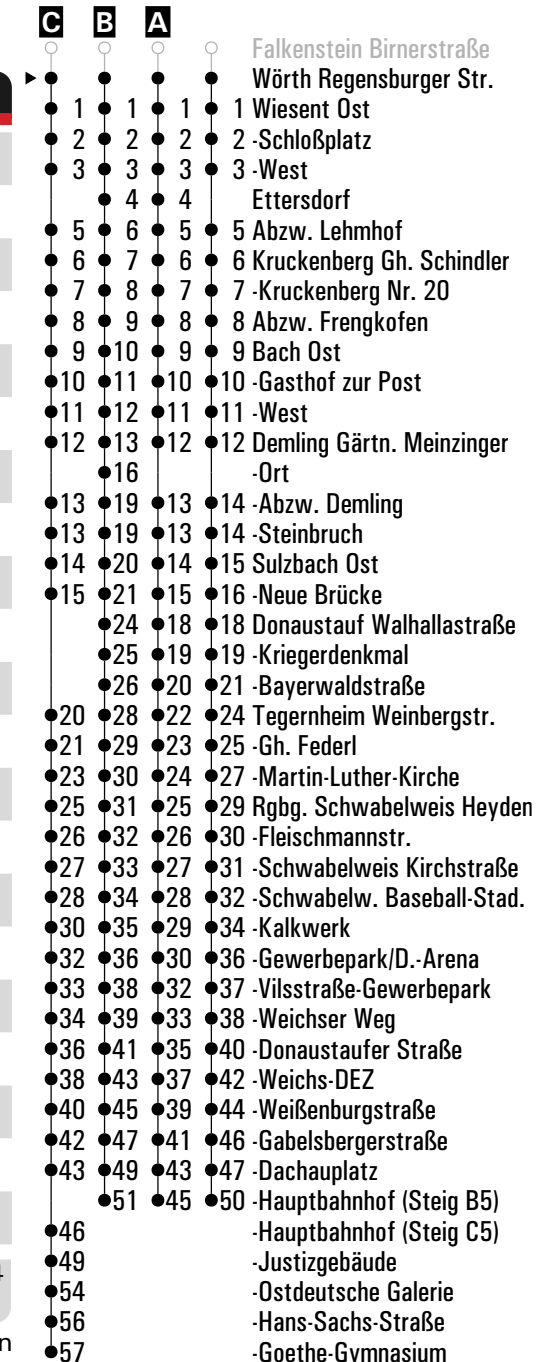 C B A
Falkenstein Birnerstraße
Wörth Regensburger Str.
1 1 1 1 Wiesent Ost
2 2 2 2 -Schloßplatz
3 3 3 3 -West
4 4 Ettersdorf
5 6 5 5 Abzw. Lehmhof
6 7 6 6 Kruckenberg Gh. Schindler
7 8 7 7 -Kruckenberg Nr. 20
8 9 8 8 Abzw. Frengkofen
9 10 9 9 Bach Ost
10 11 10 10 -Gasthof zur Post
11 12 11 11 -West
12 13 12 12 Demling Gärtn. Meinzinger
16 -Ort
13 19 13 14 -Abzw. Demling
13 19 13 14 -Steinbruch
14 20 14 15 Sulzbach Ost
15 21 15 16 -Neue Brücke
24 18 18 Donaustauf Walhallastraße
25 19 19 -Kriegerdenkmal
26 20 21 -Bayerwaldstraße
20 28 22 24 Tegernheim Weinbergstr.
21 29 23 25 -Gh. Federl
23 30 24 27 -Martin-Luther-Kirche
25 31 25 29 Rgbg. Schwabelweis Heyden
26 32 26 30 -Fleischmannstr.
27 33 27 31 -Schwabelweis Kirchstraße
28 34 28 32 -Schwabelw. Baseball-Stad.
30 35 29 34 -Kalkwerk
32 36 30 36 -Gewerbepark/D.-Arena
33 38 32 37 -Vilsstraße-Gewerbepark
34 39 33 38 -Weichser Weg
36 41 35 40 -Donaustaufer Straße
38 43 37 42 -Weichs-DEZ
40 45 39 44 -Weißenburgstraße
42 47 41 46 -Gabelsbergerstraße
43 49 43 47 -Dachauplatz
51 45 50 -Hauptbahnhof (Steig B5)
46 -Hauptbahnhof (Steig C5)
49 -Justizgebäude
54 -Ostdeutsche Galerie
56 -Hans-Sachs-Straße
n 57 -Goethe-Gymnasium